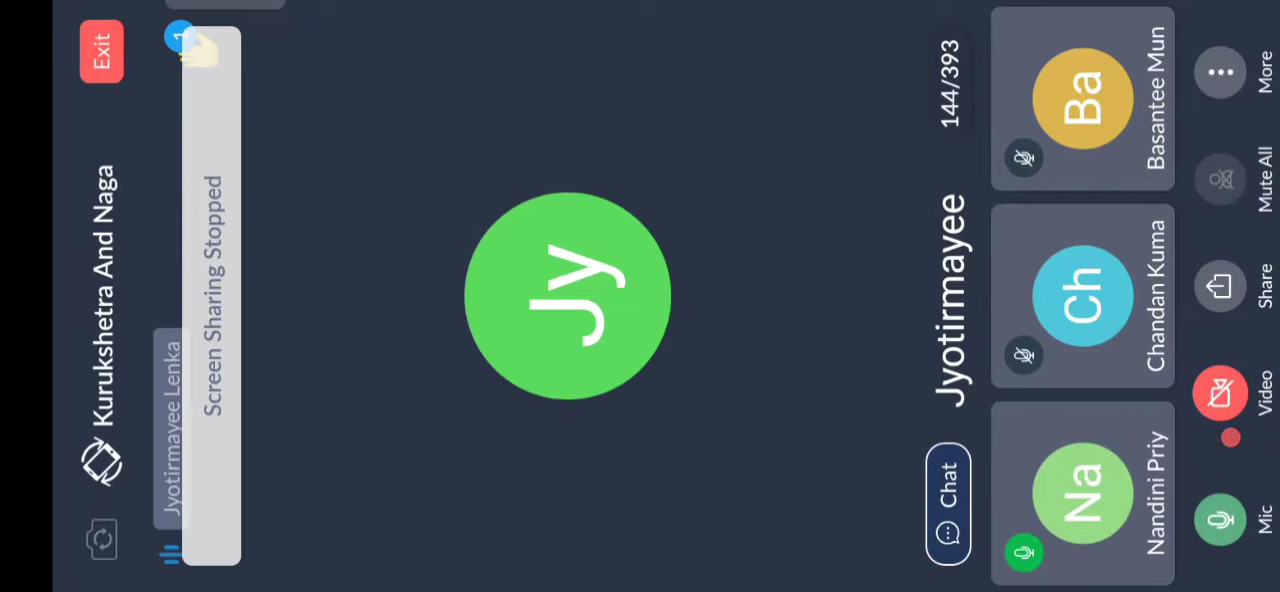 Kurukshetra And Naga
Exit
Jyotirmayee Lenka
1
Screen Sharing Stopped
Jy
Chat
Jyotirmayee
144/393
Na
Nandini Priy
Ch
Chandan Kuma
Ba
Basantee Mun
Mic
Video
Share
Mute All
More